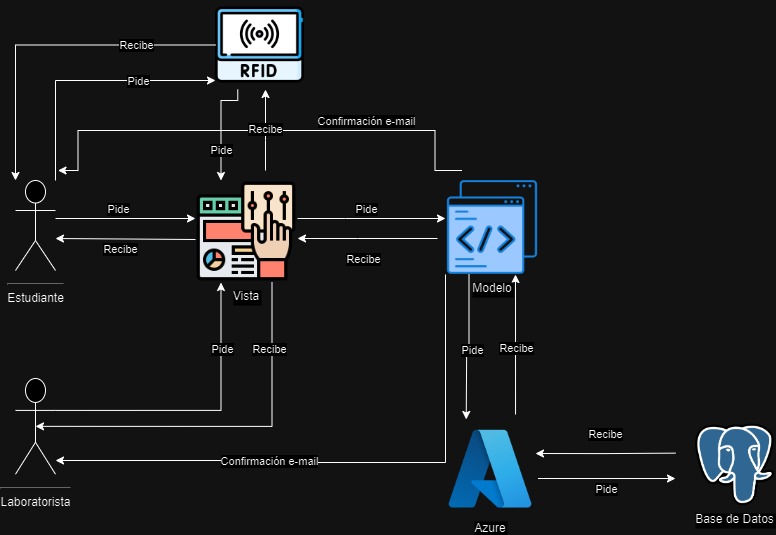 Recibe
RFID
Pide
Confirmación e-mail
Recibe
Pide
Pide
Pide
Recibe
Recibe
Modelo
Vista
Estudiante
Pide
Recibe
Pide
Recibe
Recibe
Confirmación e-mail
Pide
Laboratorista
Base de Datos
Azure